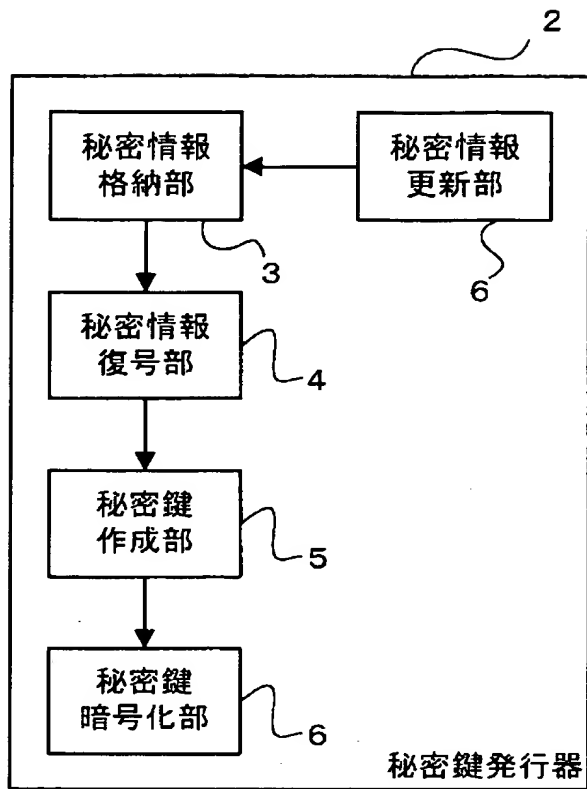 2
秘密情報
格納部
秘密情報
更新部
3
6
秘密情報
復号部
4
秘密鍵
作成部
5
秘密鍵
暗号化部
6
秘密鍵発行器